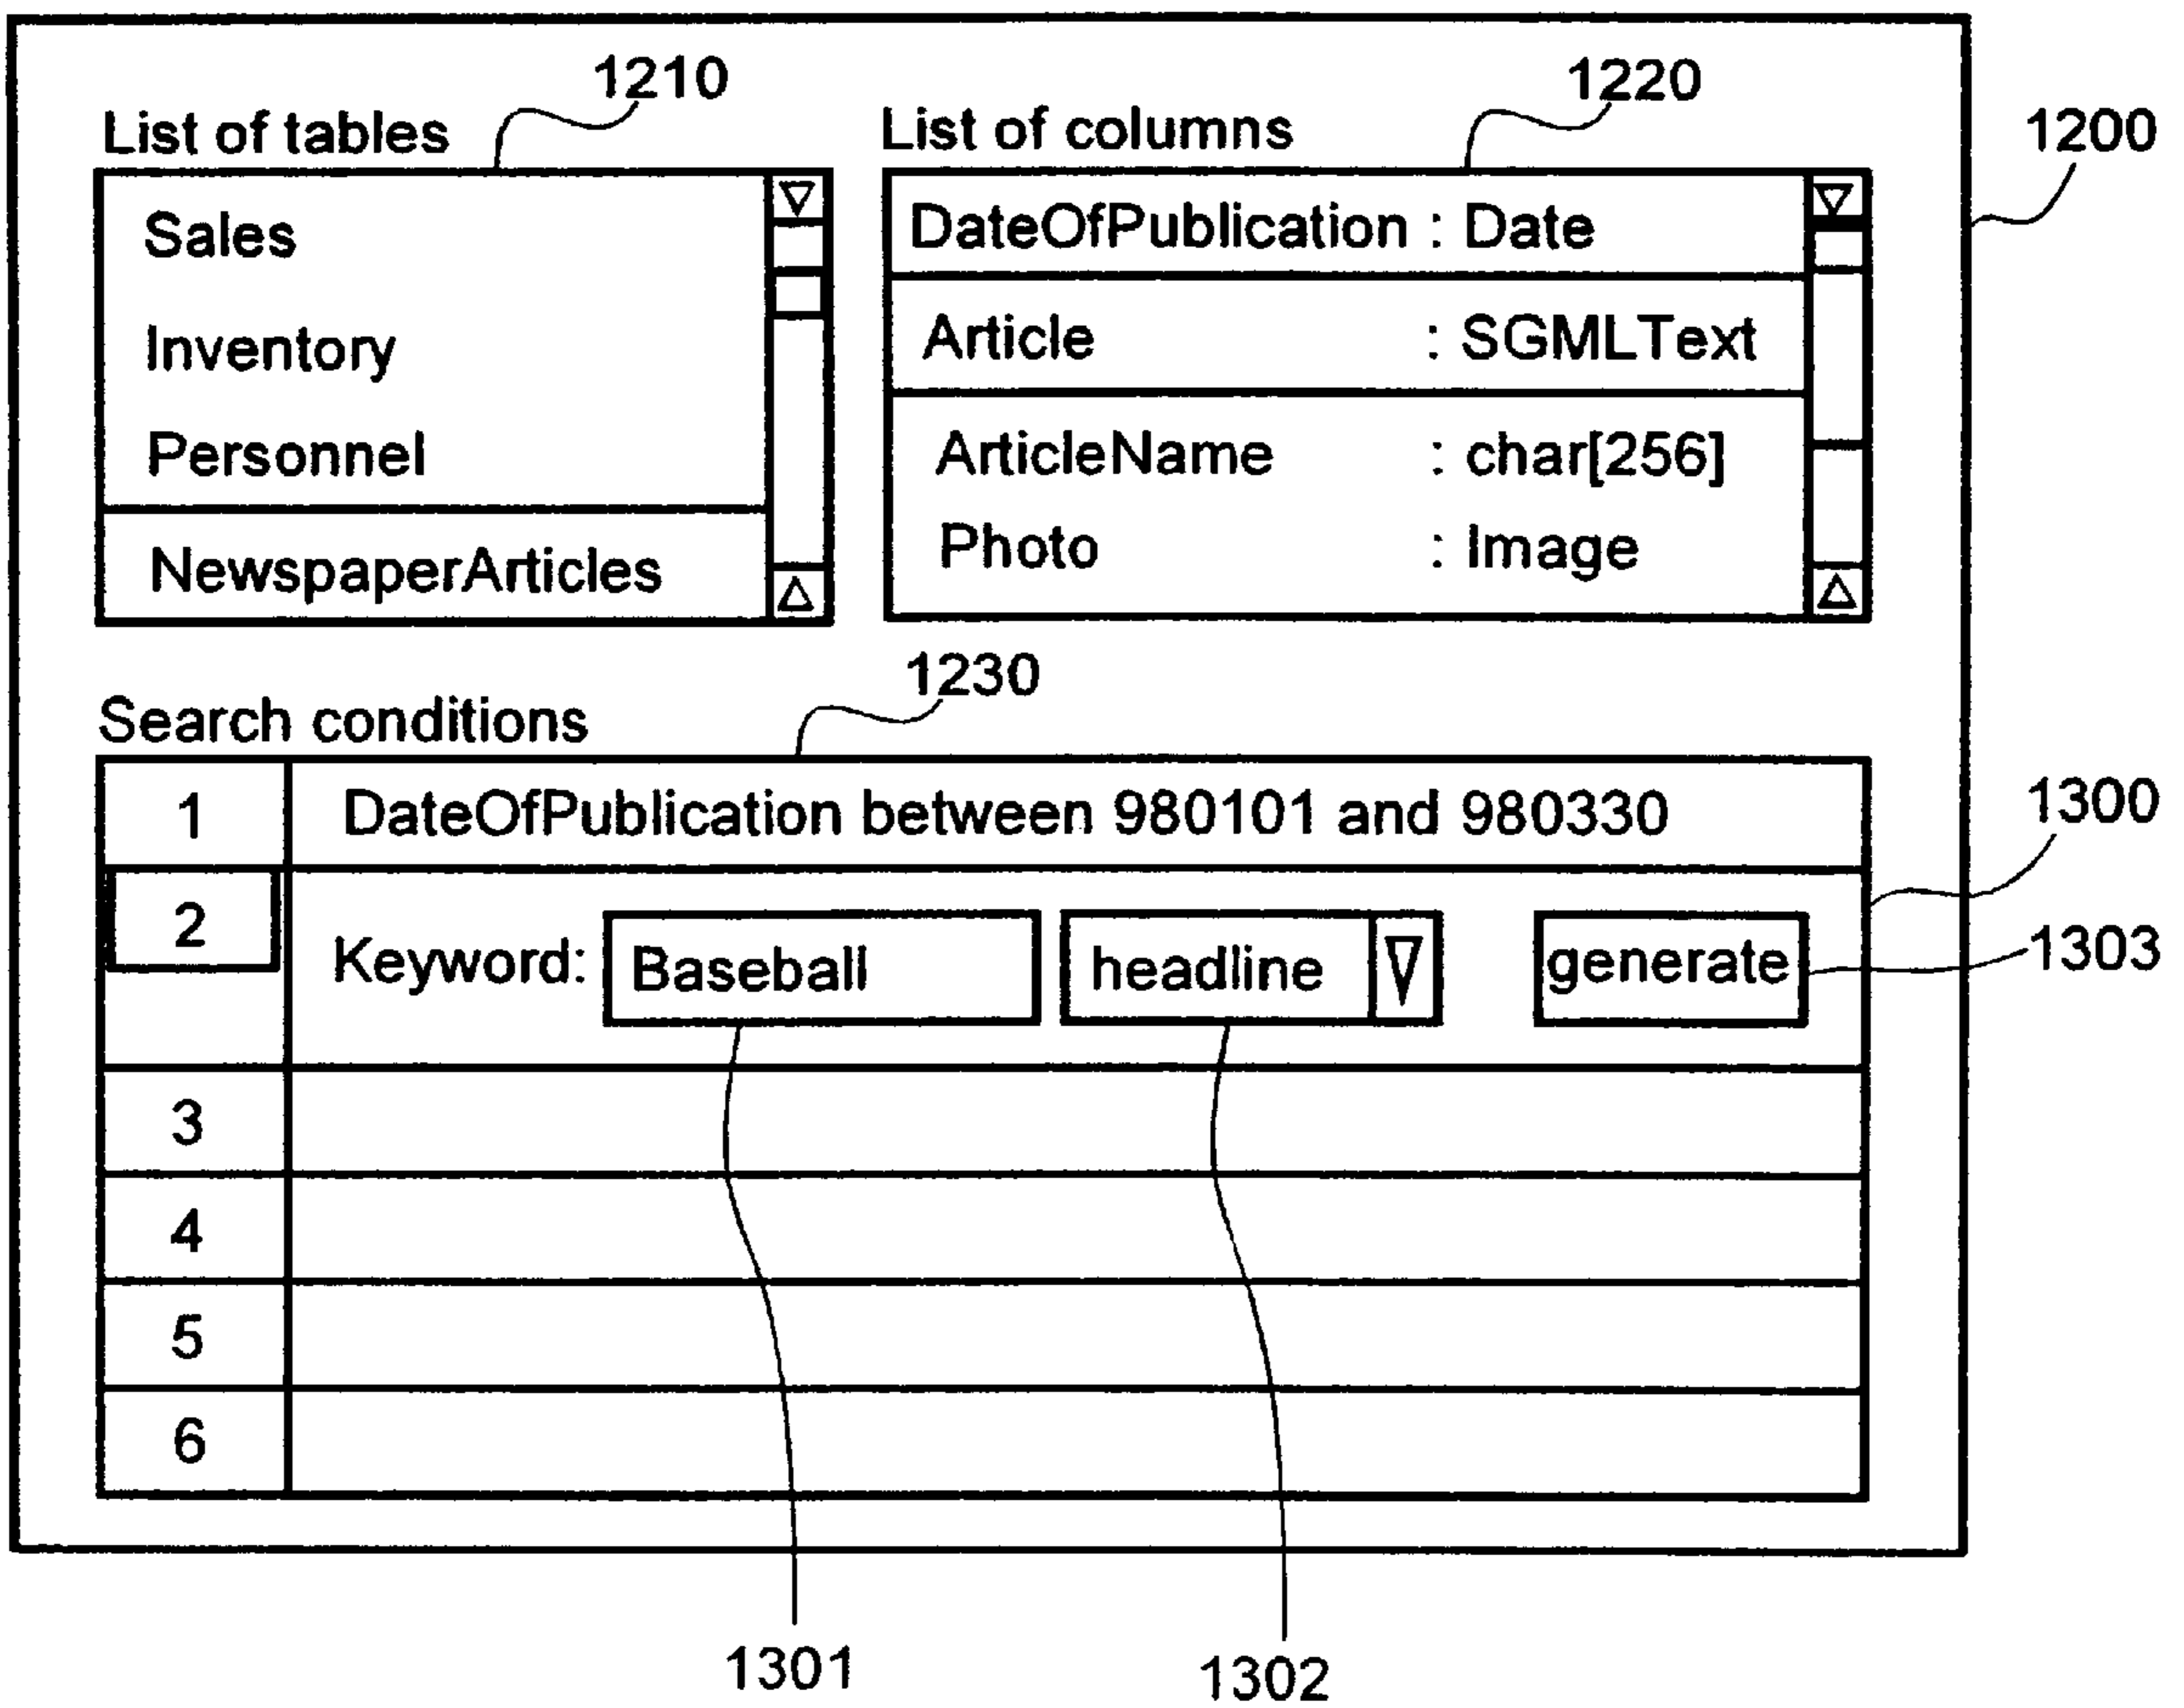 1210
1220
List of tables
List of columns
1200
Sales
Inventory
Personnel
NewspaperArticles
DateOfPublication : Date
Article : SGMLText
ArticleName : char[256]
Photo : Image
1230
Search conditions
1 DateOfPublication between 980101 and 980330
1300
2 Keyword: Baseball headline generate
1303
3
4
5
6
1301
1302